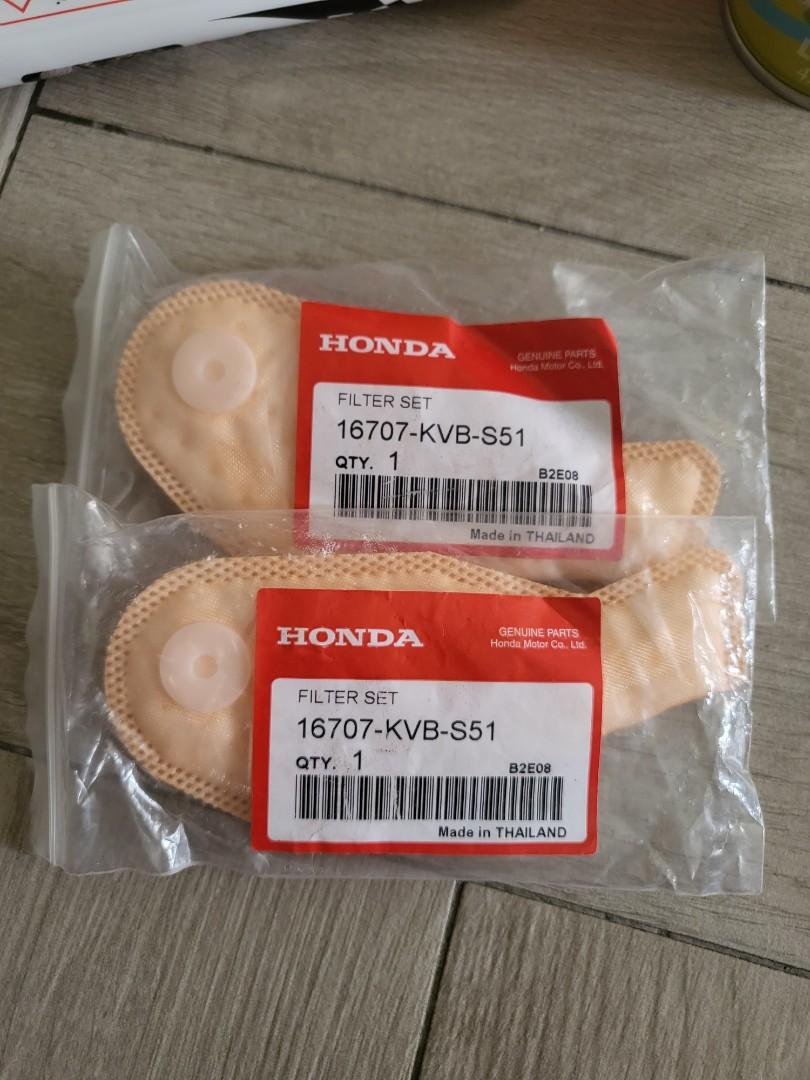 HONDA
GENUINE PARTS
Honda Motor Co., Ltd.
FILTER SET
16707-KVB-S51
QTY. 1
B2E08
Made in THAILAND
HONDA
GENUINE PARTS
Honda Motor Co., Ltd.
FILTER SET
16707-KVB-S51
QTY. 1
B2E08
Made in THAILAND